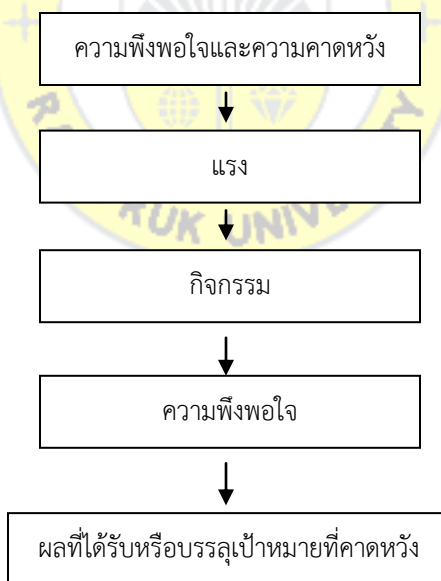 ความพึงพอใจและความคาดหวัง
แรง
กิจกรรม
ความพึงพอใจ
ผลที่ได้รับหรือบรรลุเป้าหมายที่คาดหวัง